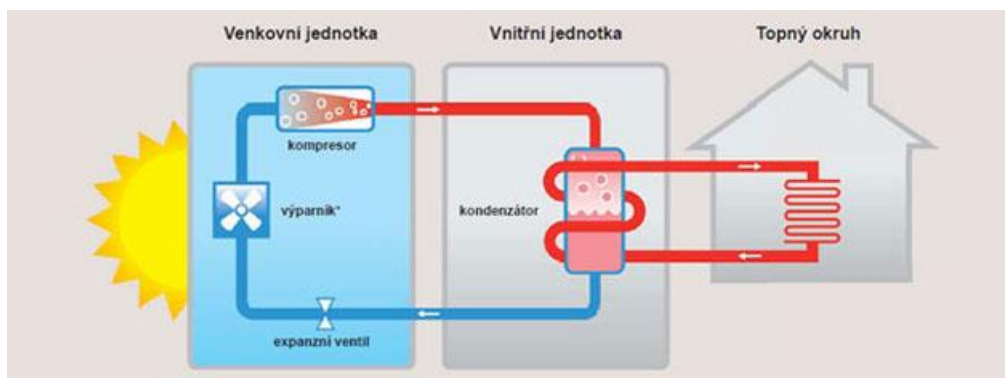 Venkovní jednotka
Vnitřní jednotka
Topný okruh
kompresor
výparník*
kondenzátor
expanzní ventil